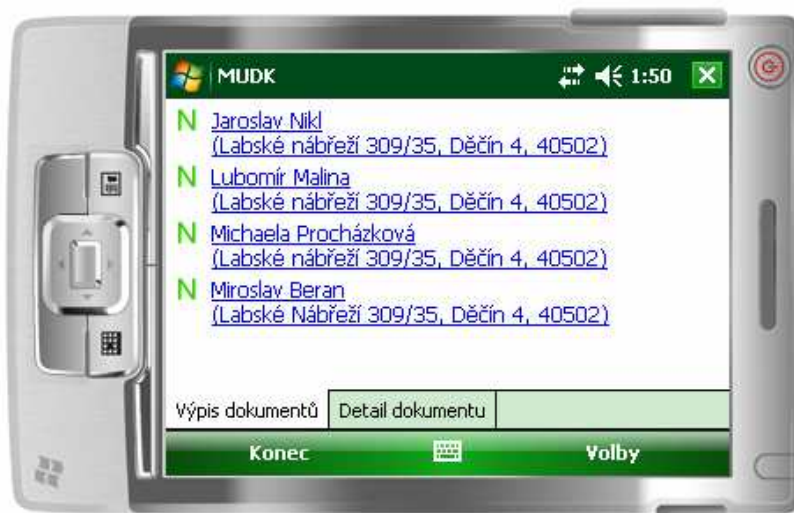 MUDK 1:50
N Jaroslav Nikl
(Labské nábřeží 309/35, Děčín 4, 40502)
N Lubomír Malina
(Labské nábřeží 309/35, Děčín 4, 40502)
N Michaela Procházková
(Labské nábřeží 309/35, Děčín 4, 40502)
N Miroslav Beran
(Labské Nábřeží 309/35, Děčín 4, 40502)
Výpis dokumentů Detail dokumentu
Konec Volby